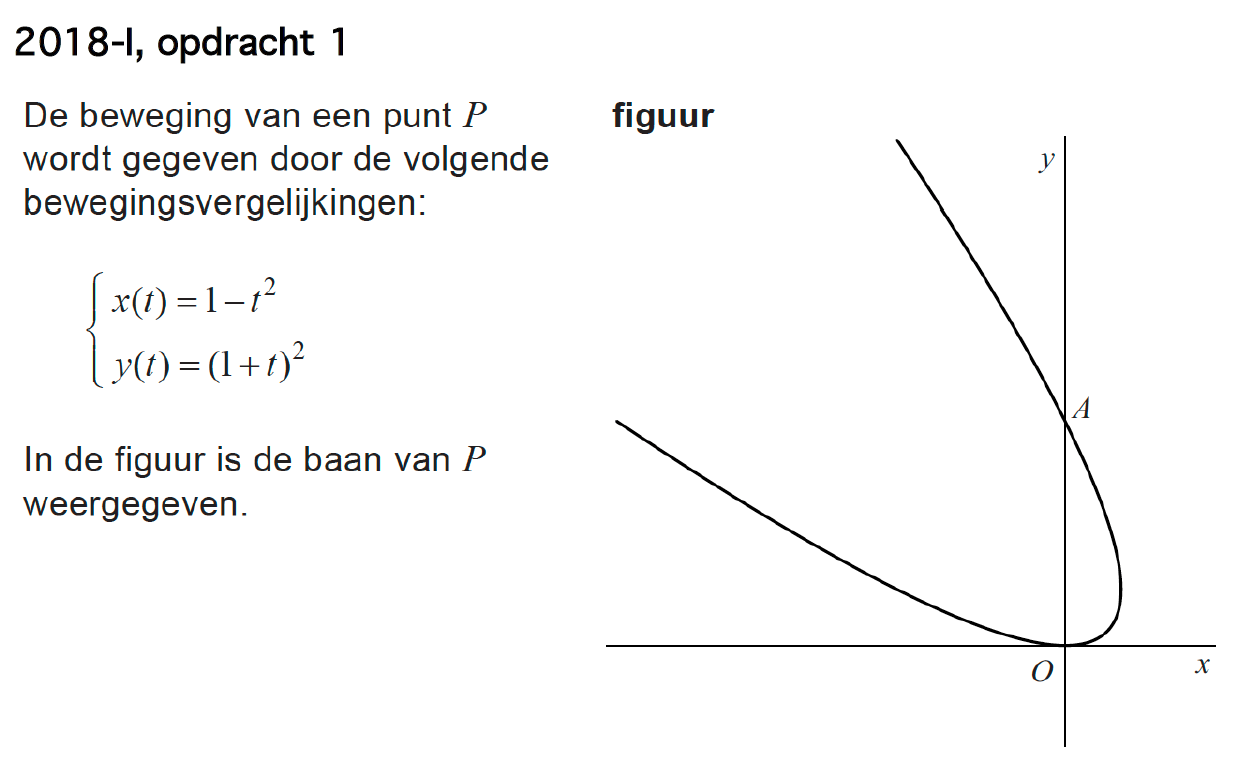 2018-I, opdracht 1
De beweging van een punt P
wordt gegeven door de volgende
bewegingsvergelijkingen:
x(t) = 1 − t²
y(t) = (1 + t)²
In de figuur is de baan van P
weergegeven.
figuur
y
A
O
x